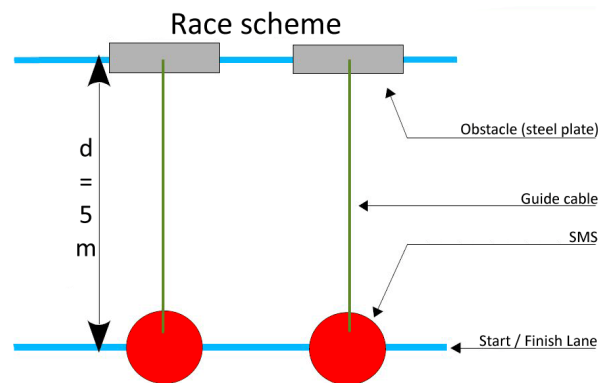 Race scheme
d
=
5
m
Obstacle (steel plate)
Guide cable
SMS
Start / Finish Lane